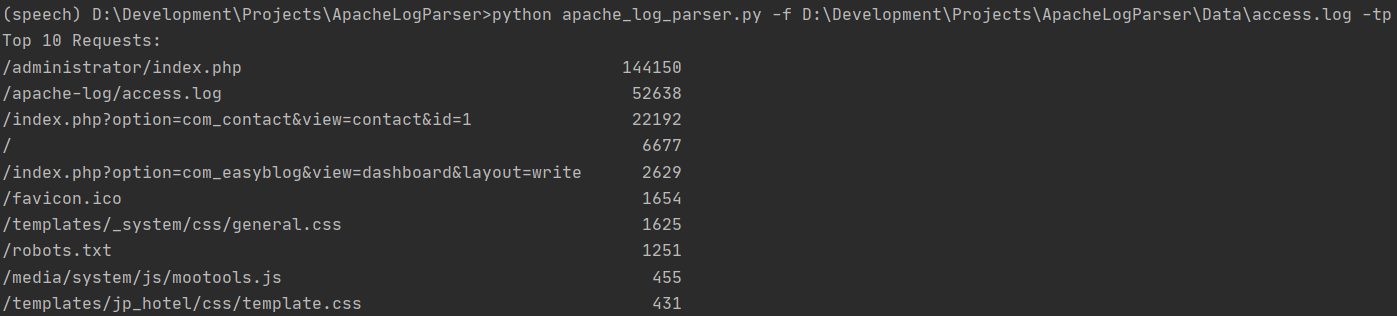 (speech) D:\Development\Projects\ApacheLogParser>python apache_log_parser.py -f D:\Development\Projects\ApacheLogParser\Data\access.log -tp
Top 10 Requests:
/administrator/index.php 144150
/apache-log/access.log 52638
/index.php?option=com_contact&view=contact&id=1 22192
/ 6677
/index.php?option=com_easyblog&view=dashboard&layout=write 2629
/favicon.ico 1654
/templates/_system/css/general.css 1625
/robots.txt 1251
/media/system/js/mootools.js 455
/templates/jp_hotel/css/template.css 431